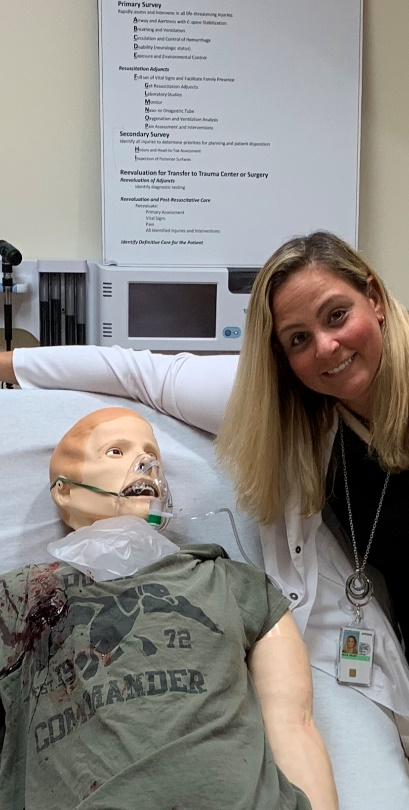 Primary Survey
Rapidly assess and intervene in all life-threatening injuries
Airway and Alertness with C-spine Stabilization
Breathing and Ventilation
Circulation and Control of Hemorrhage
Disability (neurologic status)
Exposure and Environmental Control
Resuscitation Adjuncts
Full set of Vital Signs and Facilitate Family Presence
Get Resuscitation Adjuncts
Laboratory Studies
Monitor
Naso- or Orogastric Tube
Oxygenation and Ventilation Analysis
Pain Assessment and Interventions
Secondary Survey
Identify all injuries to determine priorities for planning and patient disposition
History and Head-to-Toe Assessment
Inspection of Posterior Surfaces
Reevaluation for Transfer to Trauma Center or Surgery
Reevaluation of Adjuncts
Identify diagnostic testing
Reevaluation and Post-Resuscitative Care
Reevaluate:
Primary Assessment
Vital Signs
Pain
All Identified Injuries and Interventions
Identify Definitive Care for the Patient
72
EST. 19
COMMANDER